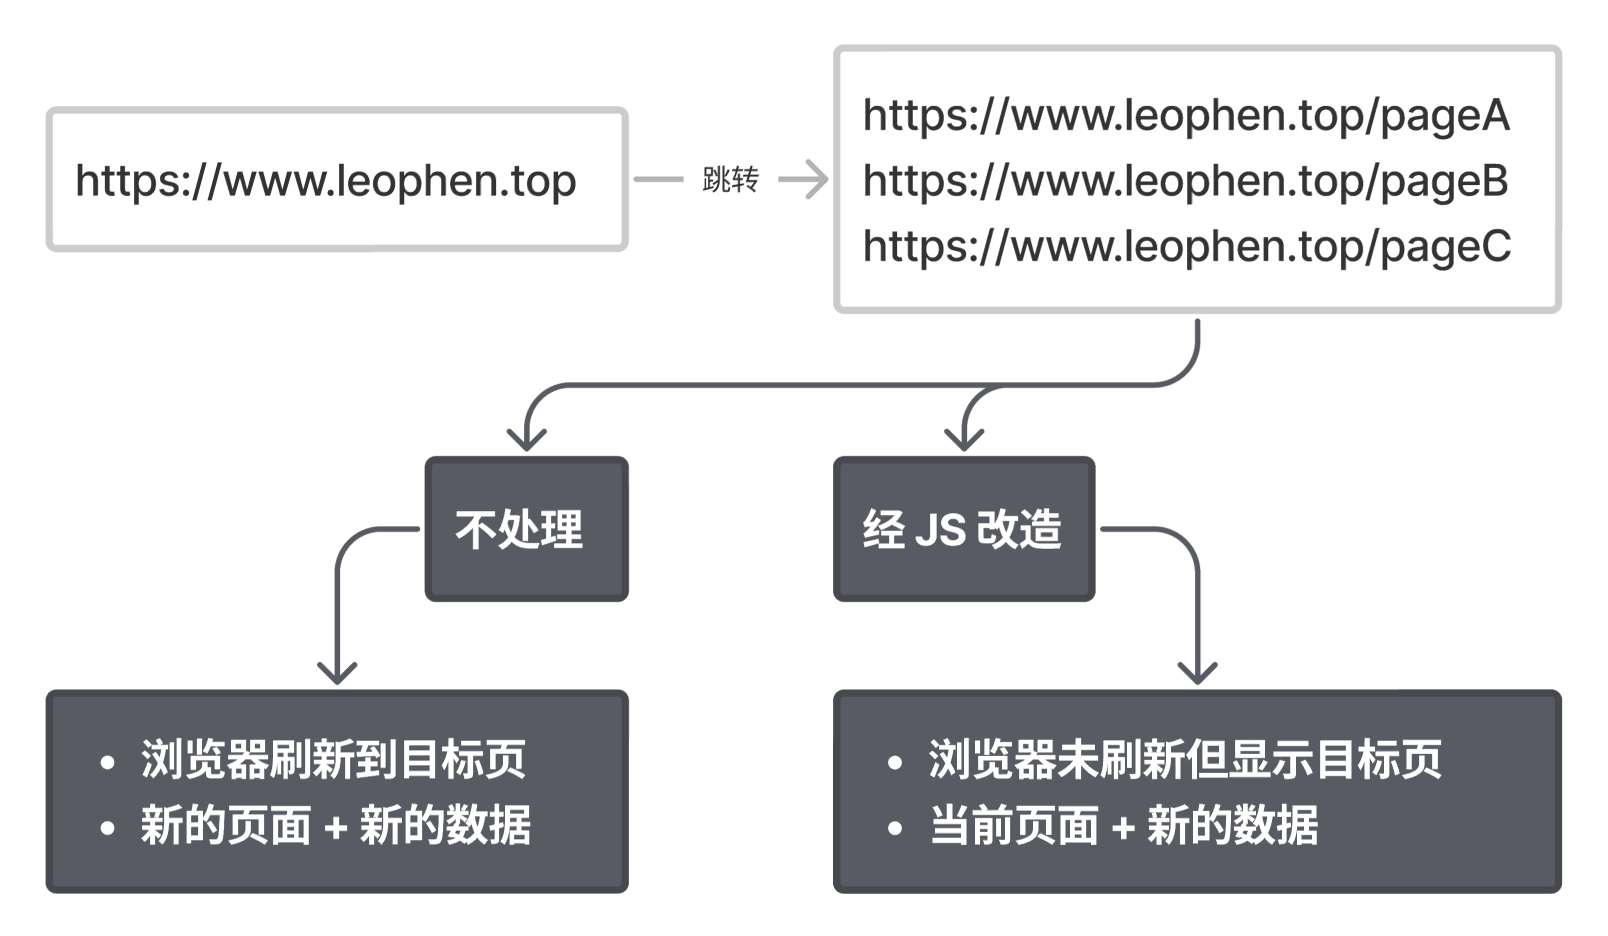 https://www.leophen.top
跳转
https://www.leophen.top/pageA
https://www.leophen.top/pageB
https://www.leophen.top/pageC
不处理
经 JS 改造
• 浏览器刷新到目标页
• 新的页面 + 新的数据
• 浏览器未刷新但显示目标页
• 当前页面 + 新的数据